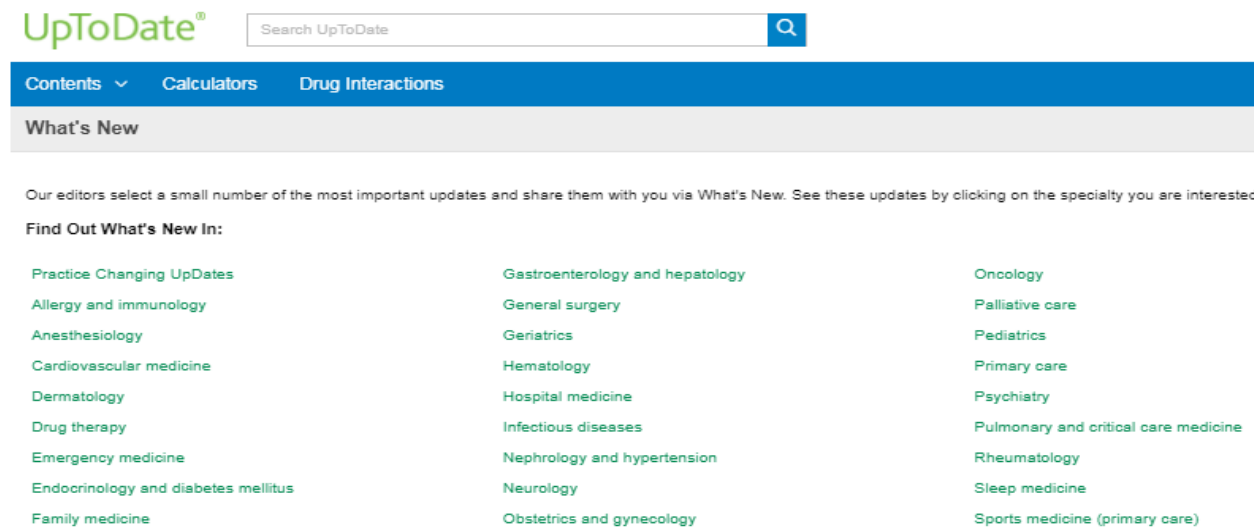 UpToDate®
Search UpToDate
Contents
Calculators
Drug Interactions
What's New
Our editors select a small number of the most important updates and share them with you via What's New. See these updates by clicking on the specialty you are interested
Find Out What's New In:
Practice Changing UpDates
Allergy and immunology
Anesthesiology
Cardiovascular medicine
Dermatology
Drug therapy
Emergency medicine
Endocrinology and diabetes mellitus
Family medicine
Gastroenterology and hepatology
General surgery
Geriatrics
Hematology
Hospital medicine
Infectious diseases
Nephrology and hypertension
Neurology
Obstetrics and gynecology
Oncology
Palliative care
Pediatrics
Primary care
Psychiatry
Pulmonary and critical care medicine
Rheumatology
Sleep medicine
Sports medicine (primary care)